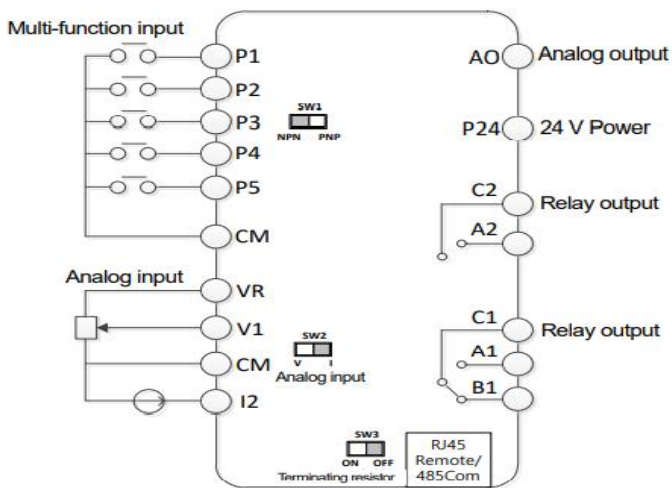 Multi-function input
P1
P2
P3
P4
P5
CM
SW1
NPN PNP
Analog input
VR
V1
CM
I2
SW2
V I
Analog input
SW3
ON OFF
Terminating resistor
RJ45
Remote/
485Com
AO Analog output
P24 24 V Power
C2 Relay output
A2
C1 Relay output
A1
B1